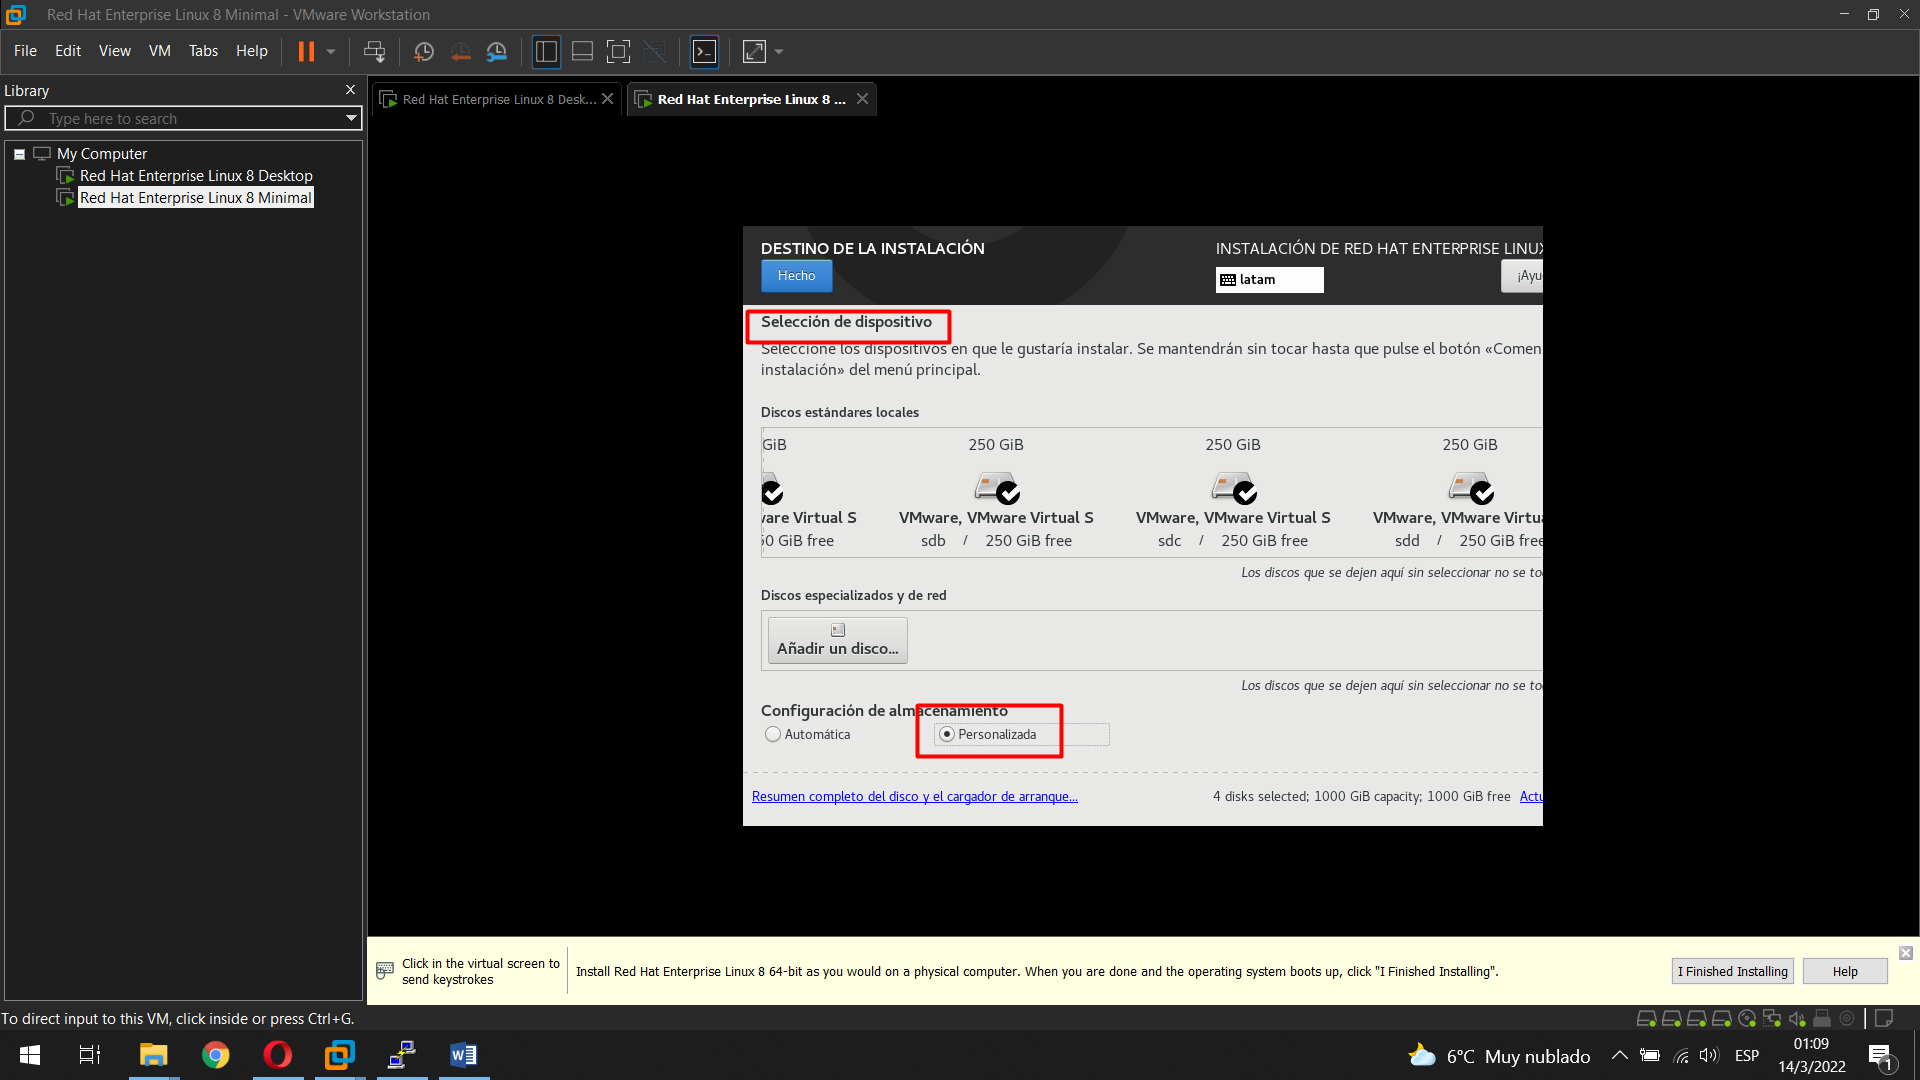 Red Hat Enterprise Linux 8 Minimal - VMware Workstation
File Edit View VM Tabs Help
Library
Type here to search
My Computer
Red Hat Enterprise Linux 8 Desktop
Red Hat Enterprise Linux 8 Minimal
Red Hat Enterprise Linux 8 Desk...
Red Hat Enterprise Linux 8 ...
DESTINO DE LA INSTALACIÓN
INSTALACIÓN DE RED HAT ENTERPRISE LINUX
Hecho
latam
¡Ayu
Selección de dispositivo
Seleccione los dispositivos en que le gustaría instalar. Se mantendrán sin tocar hasta que pulse el botón «Comen
instalación» del menú principal.
Discos estándares locales
GiB 250 GiB 250 GiB 250 GiB
ware Virtual S VMware, VMware Virtual S VMware, VMware Virtual S VMware, VMware Virtua
50 GiB free sdb / 250 GiB free sdc / 250 GiB free sdd / 250 GiB free
Los discos que se dejen aquí sin seleccionar no se to
Discos especializados y de red
Añadir un disco...
Los discos que se dejen aquí sin seleccionar no se to
Configuración de almacenamiento
Automática Personalizada
Resumen completo del disco y el cargador de arranque...
4 disks selected; 1000 GiB capacity; 1000 GiB free Actu
Click in the virtual screen to
send keystrokes
Install Red Hat Enterprise Linux 8 64-bit as you would on a physical computer. When you are done and the operating system boots up, click "I Finished Installing".
I Finished Installing
Help
To direct input to this VM, click inside or press Ctrl+G.
6°C Muy nublado
ESP
01:09
14/3/2022
1